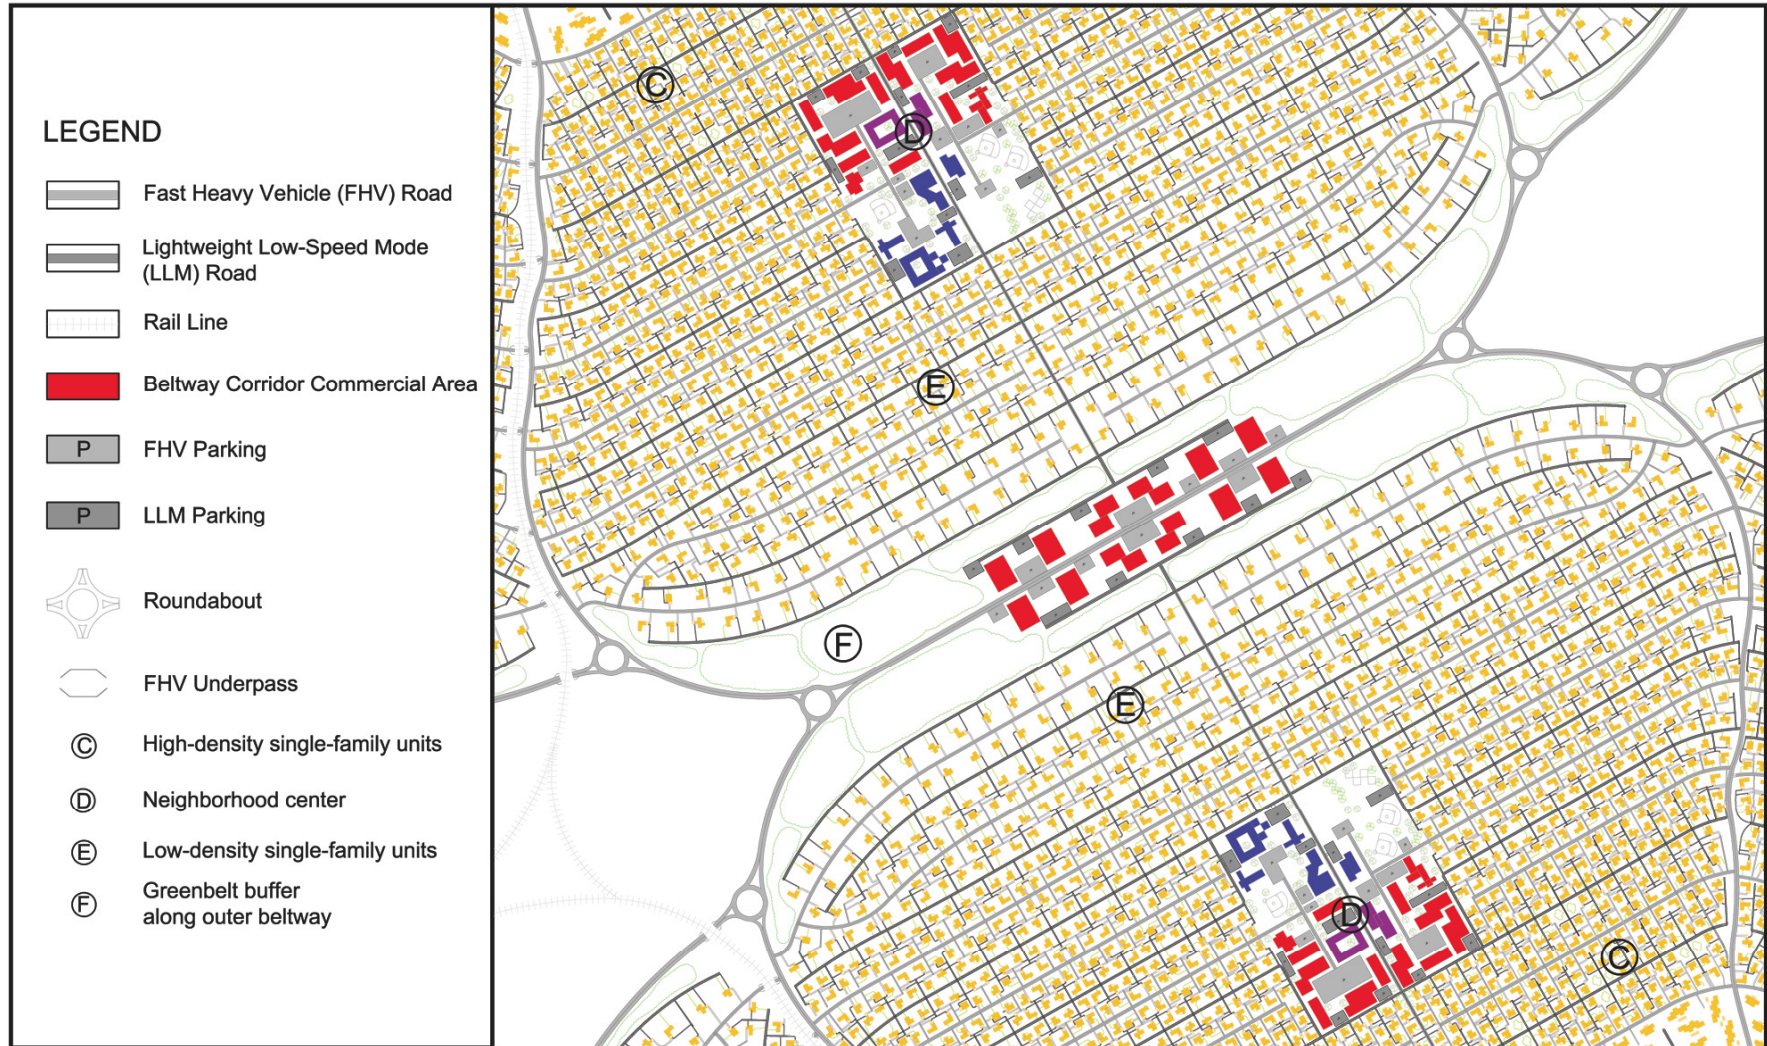 LEGEND
Fast Heavy Vehicle (FHV) Road
Lightweight Low-Speed Mode
(LLM) Road
Rail Line
Beltway Corridor Commercial Area
P
FHV Parking
P
LLM Parking
Roundabout
FHV Underpass
C
High-density single-family units
D
Neighborhood center
E
Low-density single-family units
F
Greenbelt buffer
along outer beltway
C
D
E
F
E
D
C